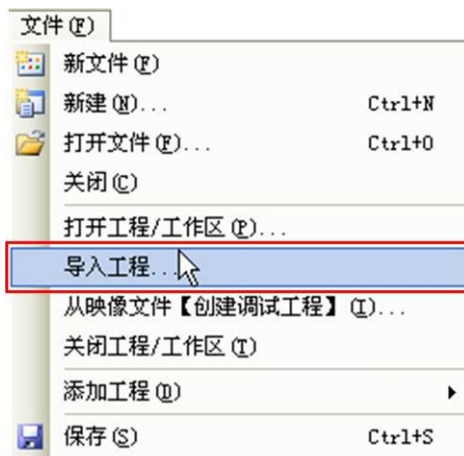 文件(F)
新文件(F)
新建(N)... Ctrl+N
打开文件(F)... Ctrl+O
关闭(C)
打开工程/工作区(P)...
导入工程...
从映像文件【创建调试工程】(I)...
关闭工程/工作区(T)
添加工程(D)
保存(S) Ctrl+S